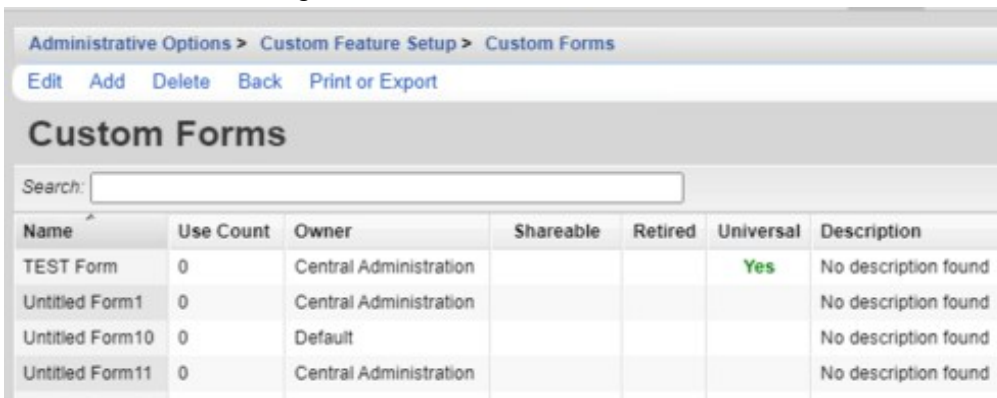 Administrative Options > Custom Feature Setup > Custom Forms
Edit Add Delete Back Print or Export
Custom Forms
Search:
Name Use Count Owner Shareable Retired Universal Description
TEST Form 0 Central Administration Yes No description found
Untitled Form1 0 Central Administration No description found
Untitled Form10 0 Default No description found
Untitled Form11 0 Central Administration No description found